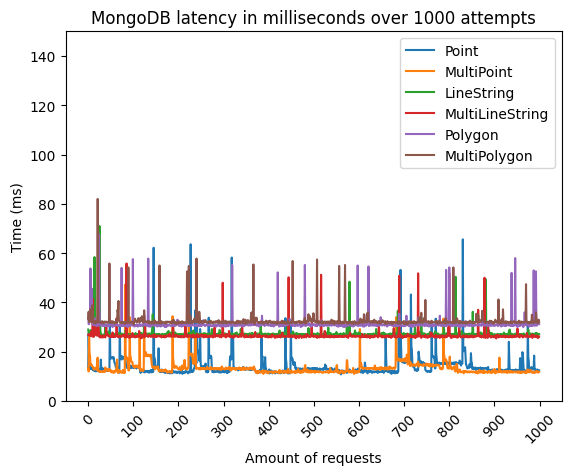 MongoDB latency in milliseconds over 1000 attempts
140
120
100
80
60
40
20
0
Time (ms)
Point
MultiPoint
LineString
MultiLineString
Polygon
MultiPolygon
0 100 200 300 400 500 600 700 800 900 1000
Amount of requests